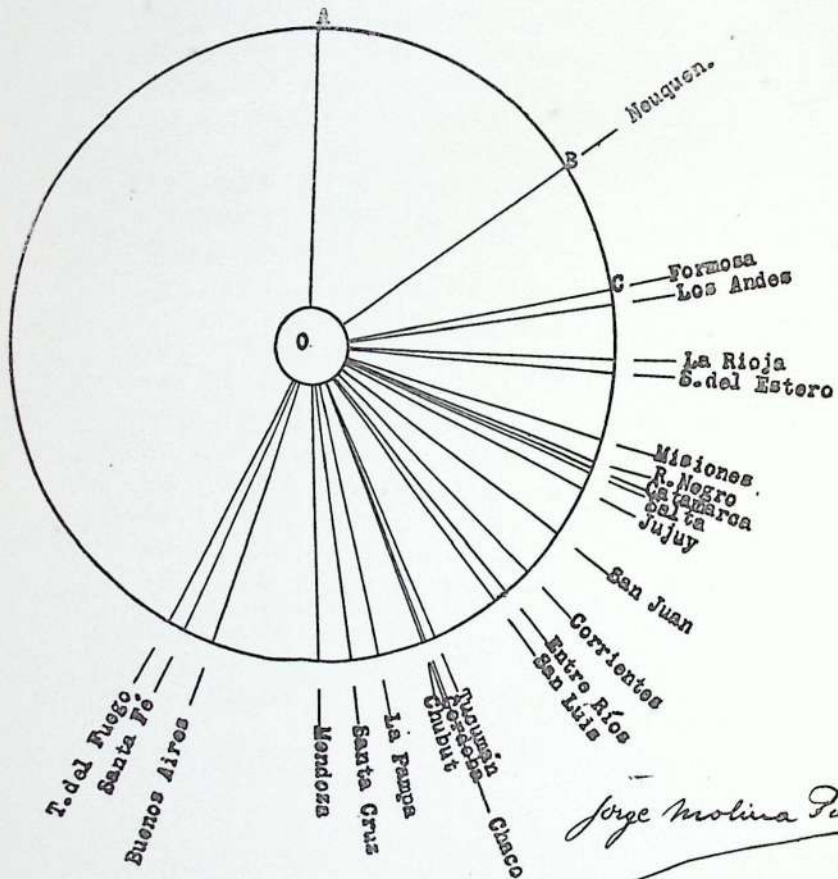 A
Neuquen.
B
C
Formosa
Los Andes
O
La Rioja
S.del Estero
Misiones
R.Negro
Catamarca
Salta
Jujuy
San Juan
Corrientes
Entre Ríos
San Luis
Tucumán
Cordoba
Chubut
Chaco
La Pampa
Santa Cruz
Mendoza
Buenos Aires
Santa Fé
T.del Fuego
Jorge Molina